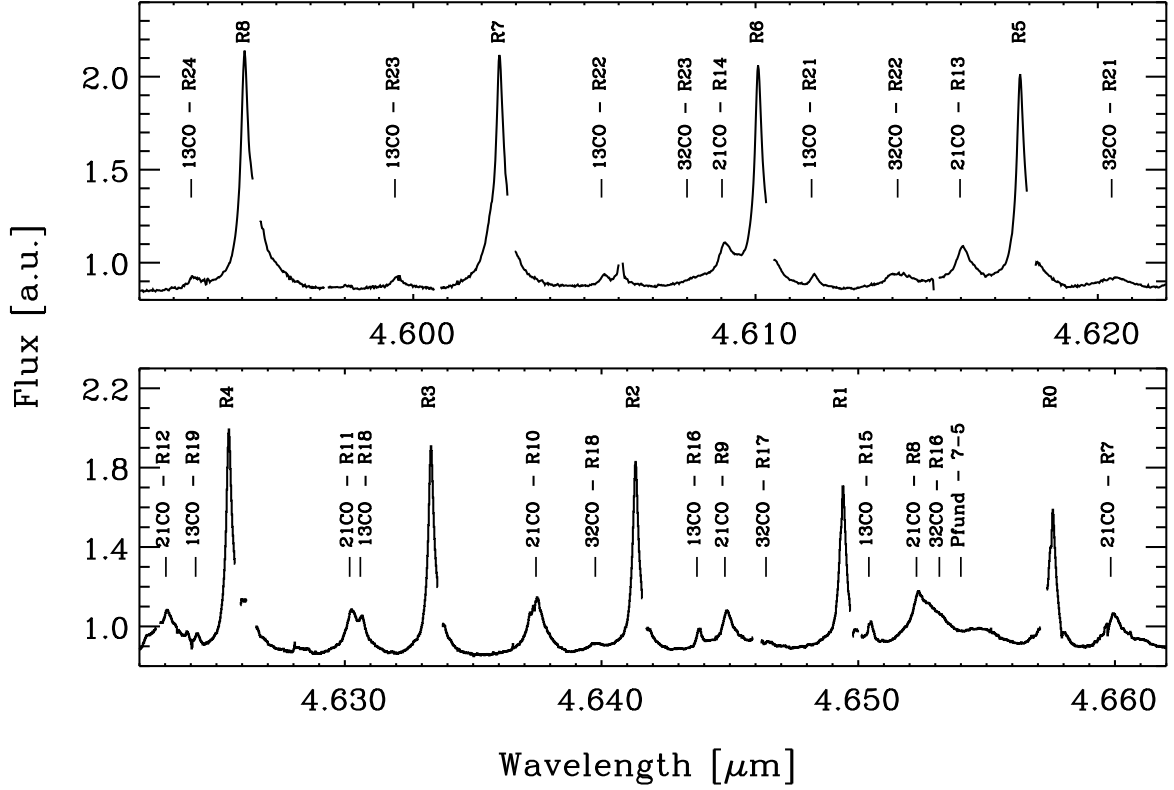 R8
R7
R6
R5
13CO – R24
13CO – R23
13CO – R22
32CO – R23
21CO – R14
13CO – R21
32CO – R22
21CO – R13
32CO – R21
2.0
1.5
1.0
4.600
4.610
4.620
Flux [a.u.]
R4
R3
R2
R1
R0
21CO – R12
13CO – R19
21CO – R11
13CO – R18
21CO – R10
32CO – R18
13CO – R16
21CO – R9
32CO – R17
13CO – R15
21CO – R8
32CO – R16
Pfund – 7–5
21CO – R7
2.2
1.8
1.4
1.0
4.630
4.640
4.650
4.660
Wavelength [μm]